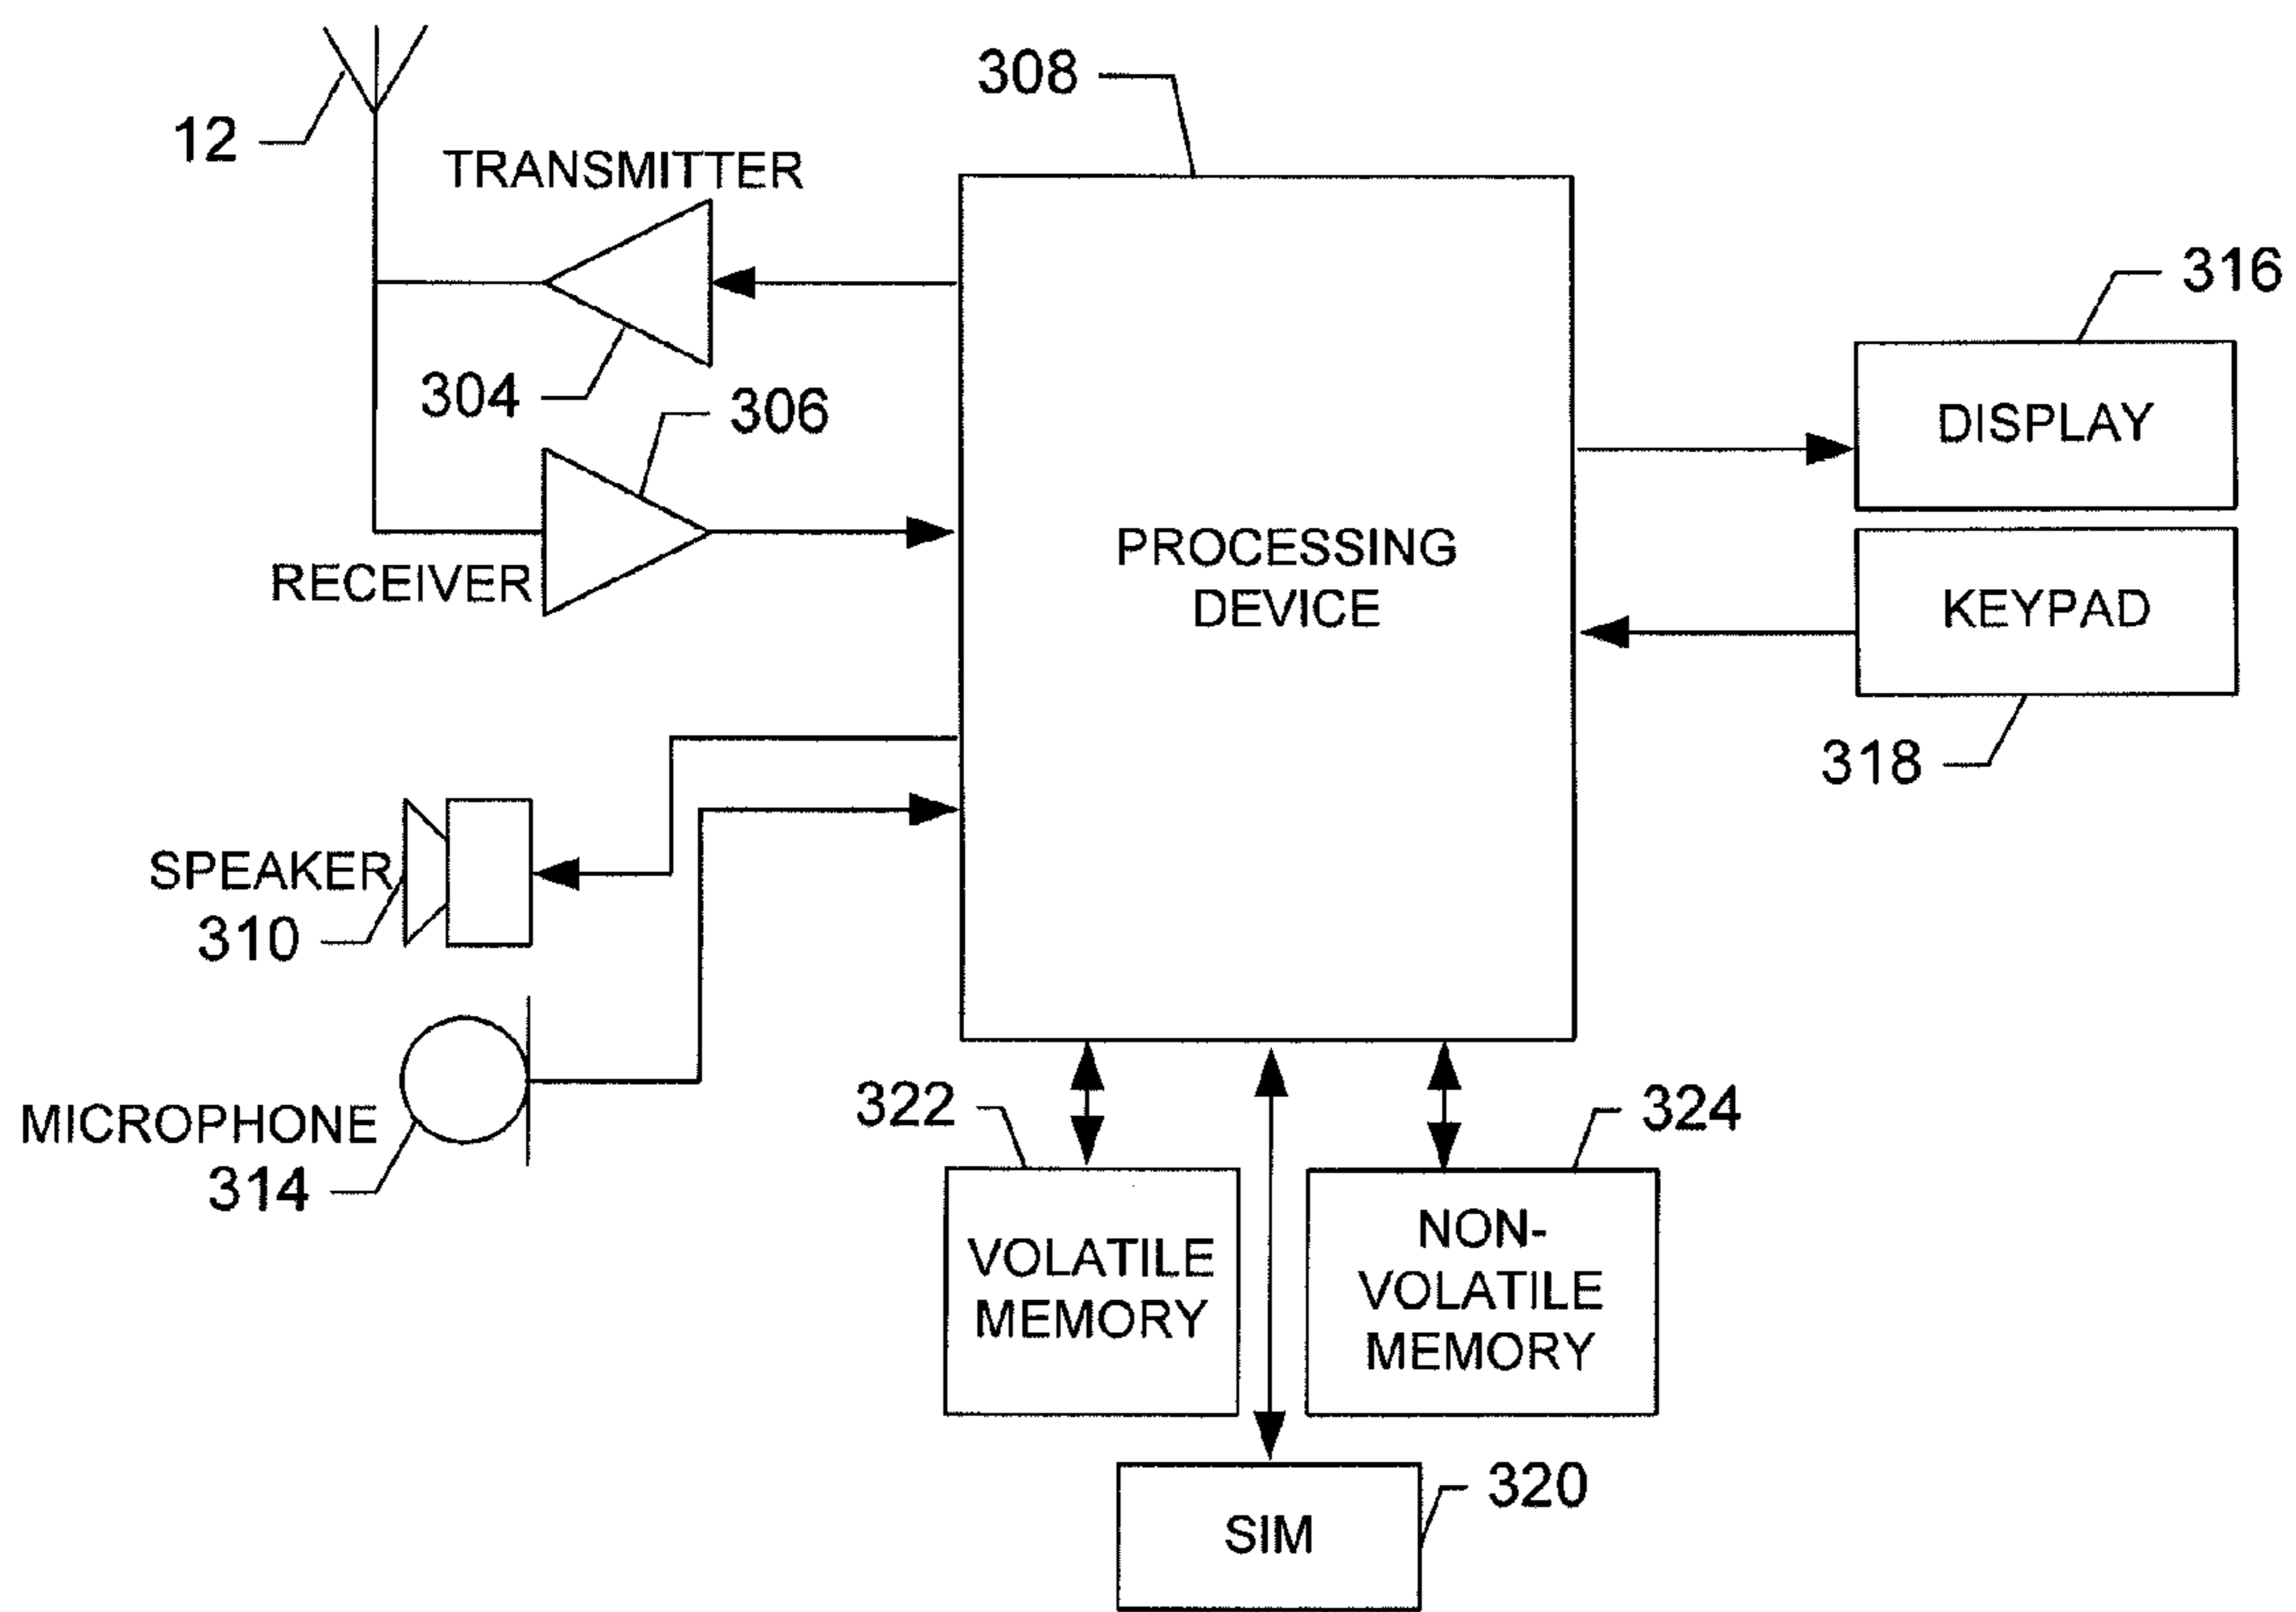 308
12
TRANSMITTER
316
304
306
DISPLAY
PROCESSING
DEVICE
RECEIVER
KEYPAD
318
SPEAKER
310
322
324
MICROPHONE
314
VOLATILE
MEMORY
NON-
VOLATILE
MEMORY
320
SIM